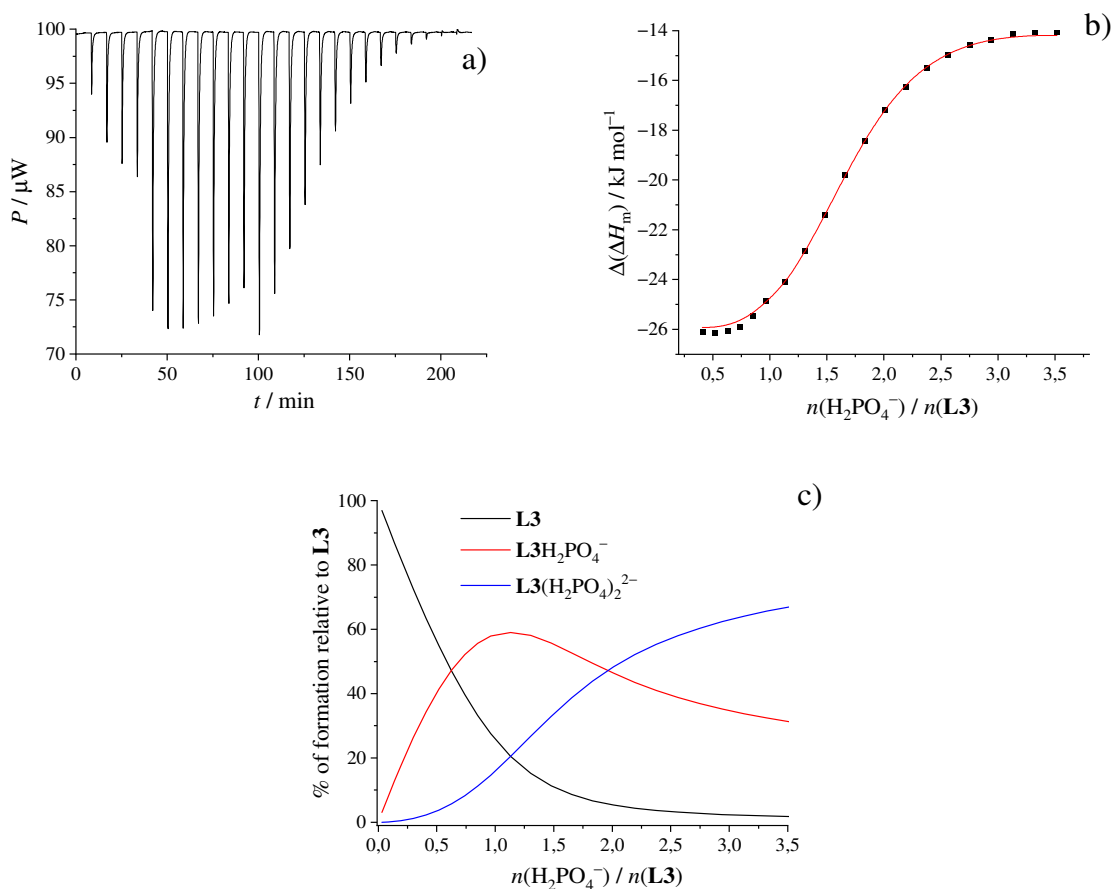 a)
100
95
90
85
80
75
70
P / μW
0 50 100 150 200
t / min
b)
−14
−16
−18
−20
−22
−24
−26
Δ(ΔHₘ) / kJ mol⁻¹
0,5 1,0 1,5 2,0 2,5 3,0 3,5
n(H₂PO₄⁻) / n(L3)
c)
100
80
60
40
20
0
% of formation relative to L3
L3
L3H₂PO₄⁻
L3(H₂PO₄)₂²⁻
0,0 0,5 1,0 1,5 2,0 2,5 3,0 3,5
n(H₂PO₄⁻) / n(L3)